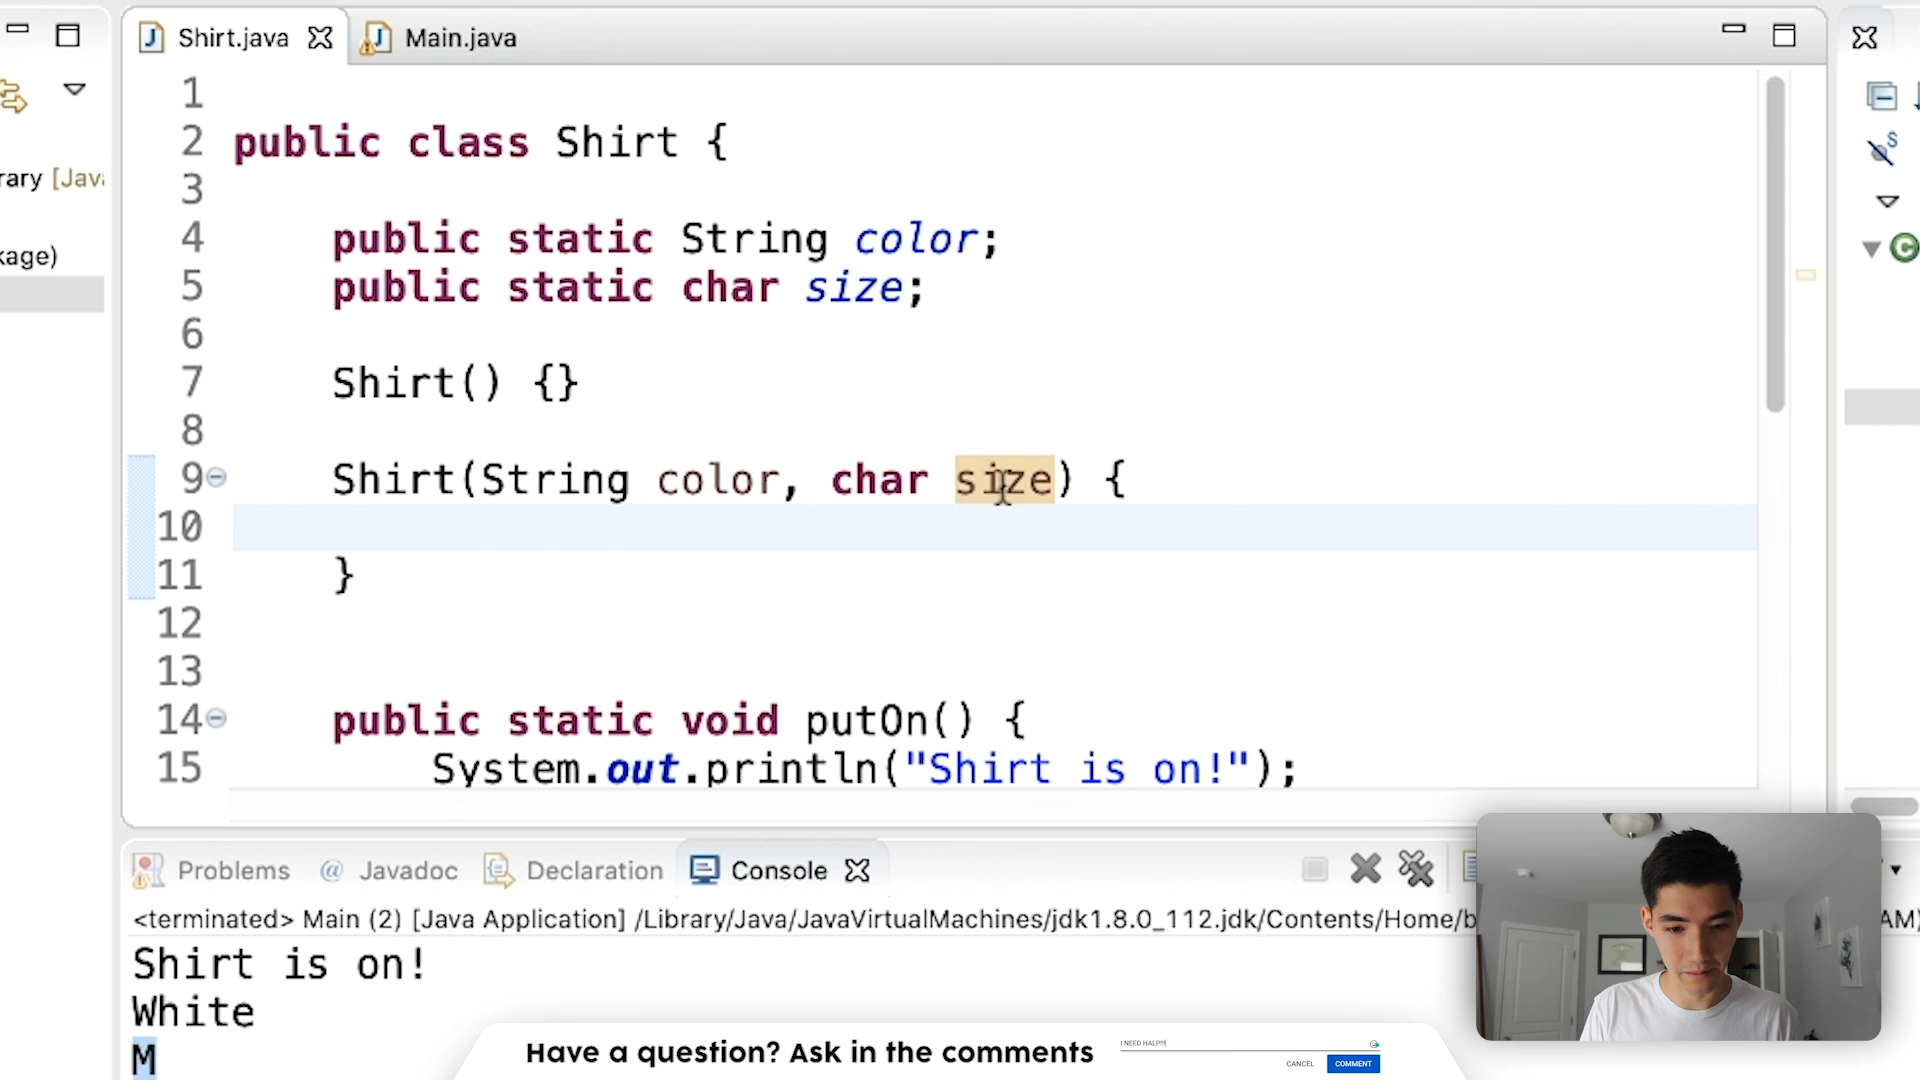 Shirt.java Main.java
rary [Java
kage)
1
2 public class Shirt {
3
4 public static String color;
5 public static char size;
6
7 Shirt() {}
8
9 Shirt(String color, char size) {
10
11 }
12
13
14 public static void putOn() {
15 System.out.println("Shirt is on!");
Problems @ Javadoc Declaration Console
<terminated> Main (2) [Java Application] /Library/Java/JavaVirtualMachines/jdk1.8.0_112.jdk/Contents/Home/b AM)
Shirt is on!
White
M
Have a question? Ask in the comments
I NEED HALP!!!
CANCEL COMMENT